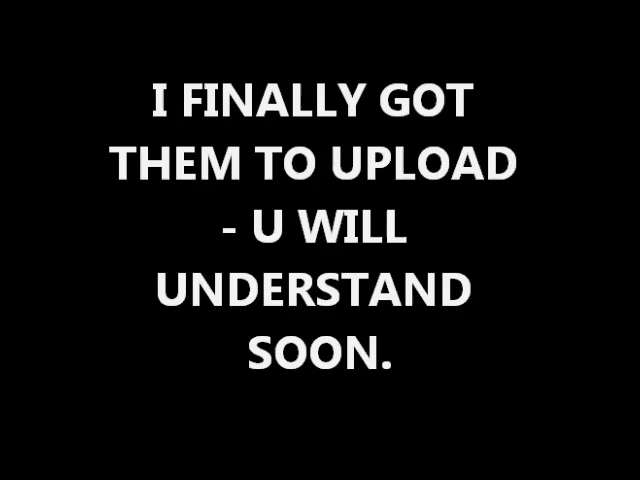 I FINALLY GOT
THEM TO UPLOAD
- U WILL
UNDERSTAND
SOON.